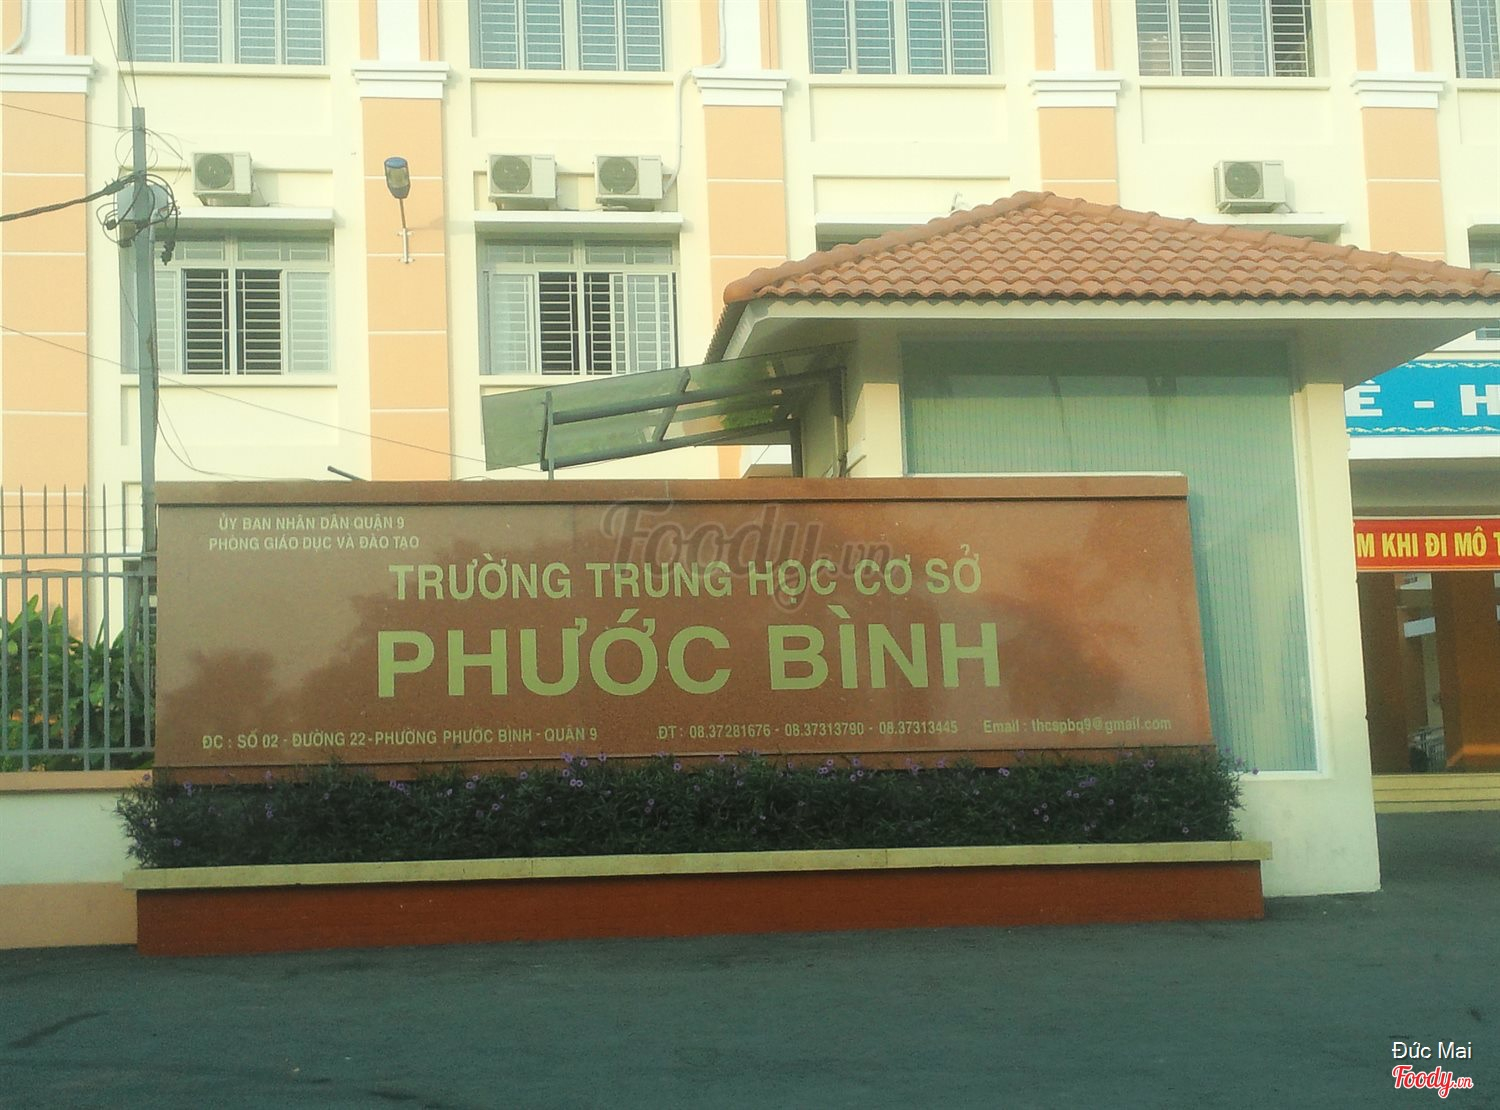 ỦY BAN NHÂN DÂN QUẬN 9
PHÒNG GIÁO DỤC VÀ ĐÀO TẠO
TRƯỜNG TRUNG HỌC CƠ SỞ
PHƯỚC BÌNH
ĐC : SỐ 02 - ĐƯỜNG 22 - PHƯỜNG PHƯỚC BÌNH - QUẬN 9
ĐT : 08.37281676 - 08.37313790 - 08.37313445 Email : thcspbq9@gmail.com
Ê - H
M KHI ĐI MÔ T
Foody.vn
Đức Mai
Foody.vn